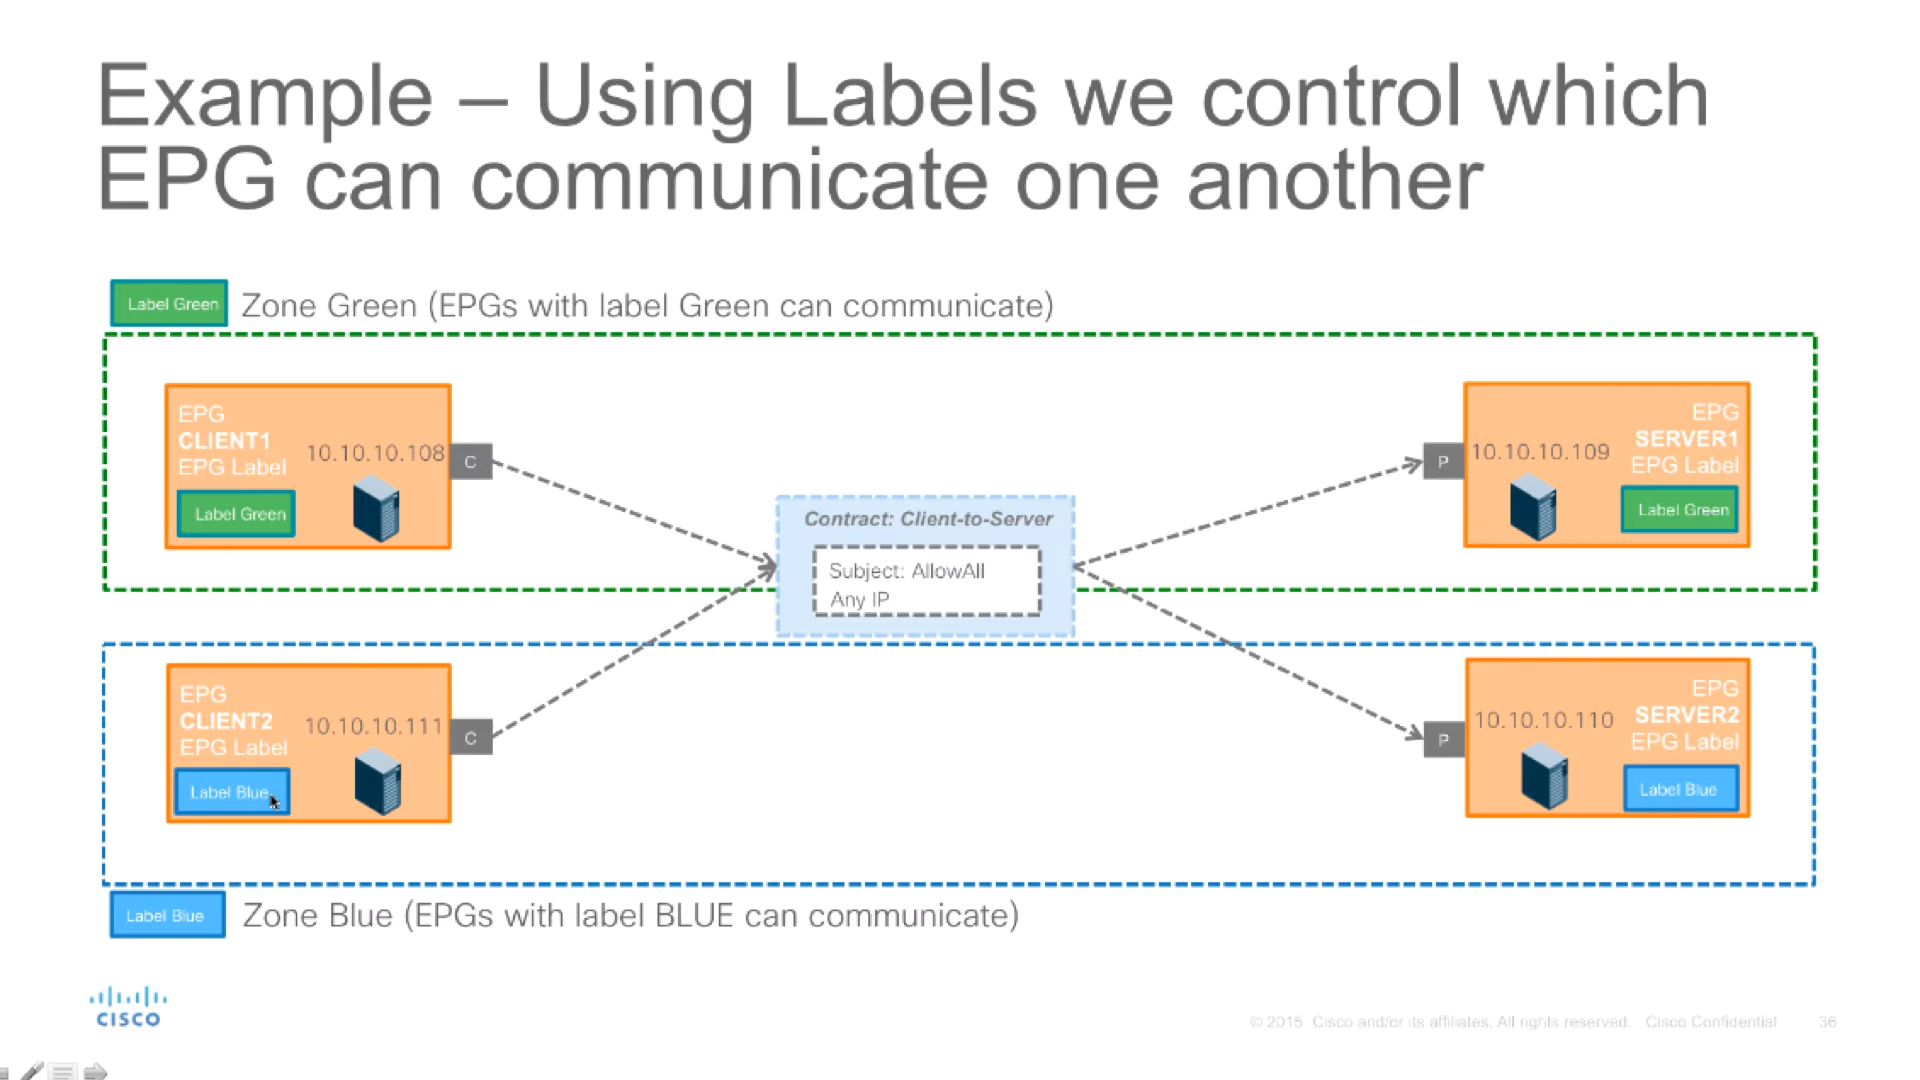 Example – Using Labels we control which
EPG can communicate one another
Label Green
Zone Green (EPGs with label Green can communicate)
EPG
CLIENT1
EPG Label
Label Green
10.10.10.108
C
Contract: Client-to-Server
Subject: AllowAll
Any IP
P
10.10.10.109
EPG
SERVER1
EPG Label
Label Green
EPG
CLIENT2
EPG Label
Label Blue
10.10.10.111
C
P
10.10.10.110
EPG
SERVER2
EPG Label
Label Blue
Label Blue
Zone Blue (EPGs with label BLUE can communicate)
CISCO
© 2015 Cisco and/or its affiliates. All rights reserved. Cisco Confidential
36